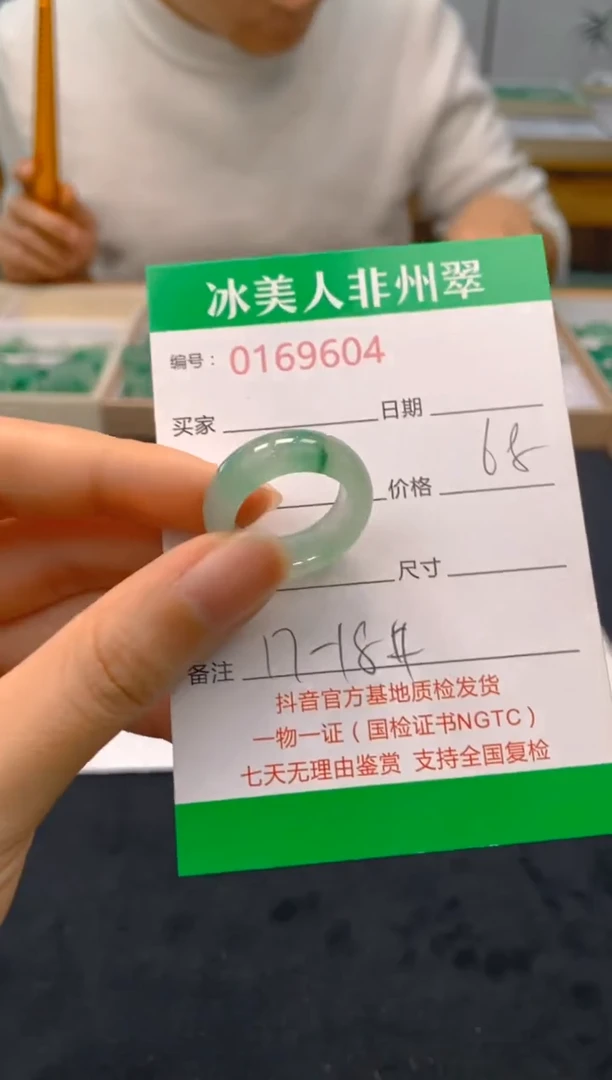 冰美人非州翠
编号：0169604
买家 日期
价格 68
尺寸
备注 17-18#
抖音官方基地质检发货
一物一证（国检证书NGTC）
七天无理由鉴赏 支持全国复检